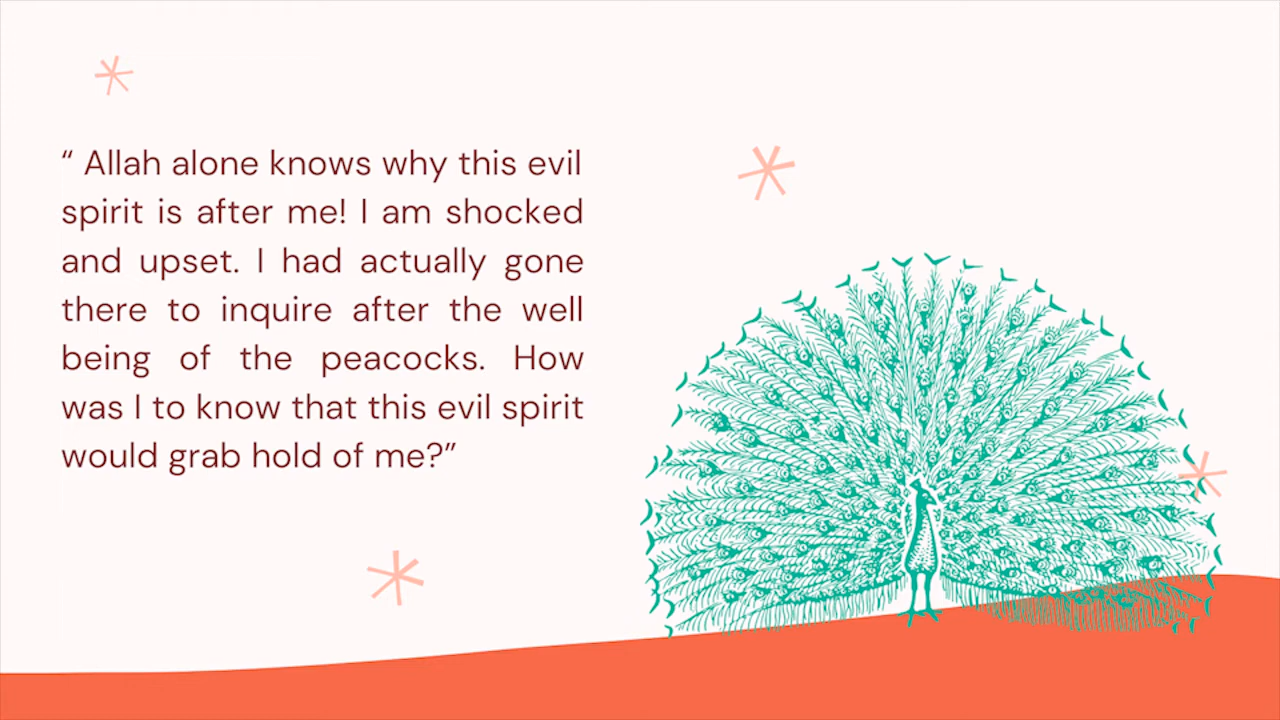 “ Allah alone knows why this evil
spirit is after me! I am shocked
and upset. I had actually gone
there to inquire after the well
being of the peacocks. How
was I to know that this evil spirit
would grab hold of me?”